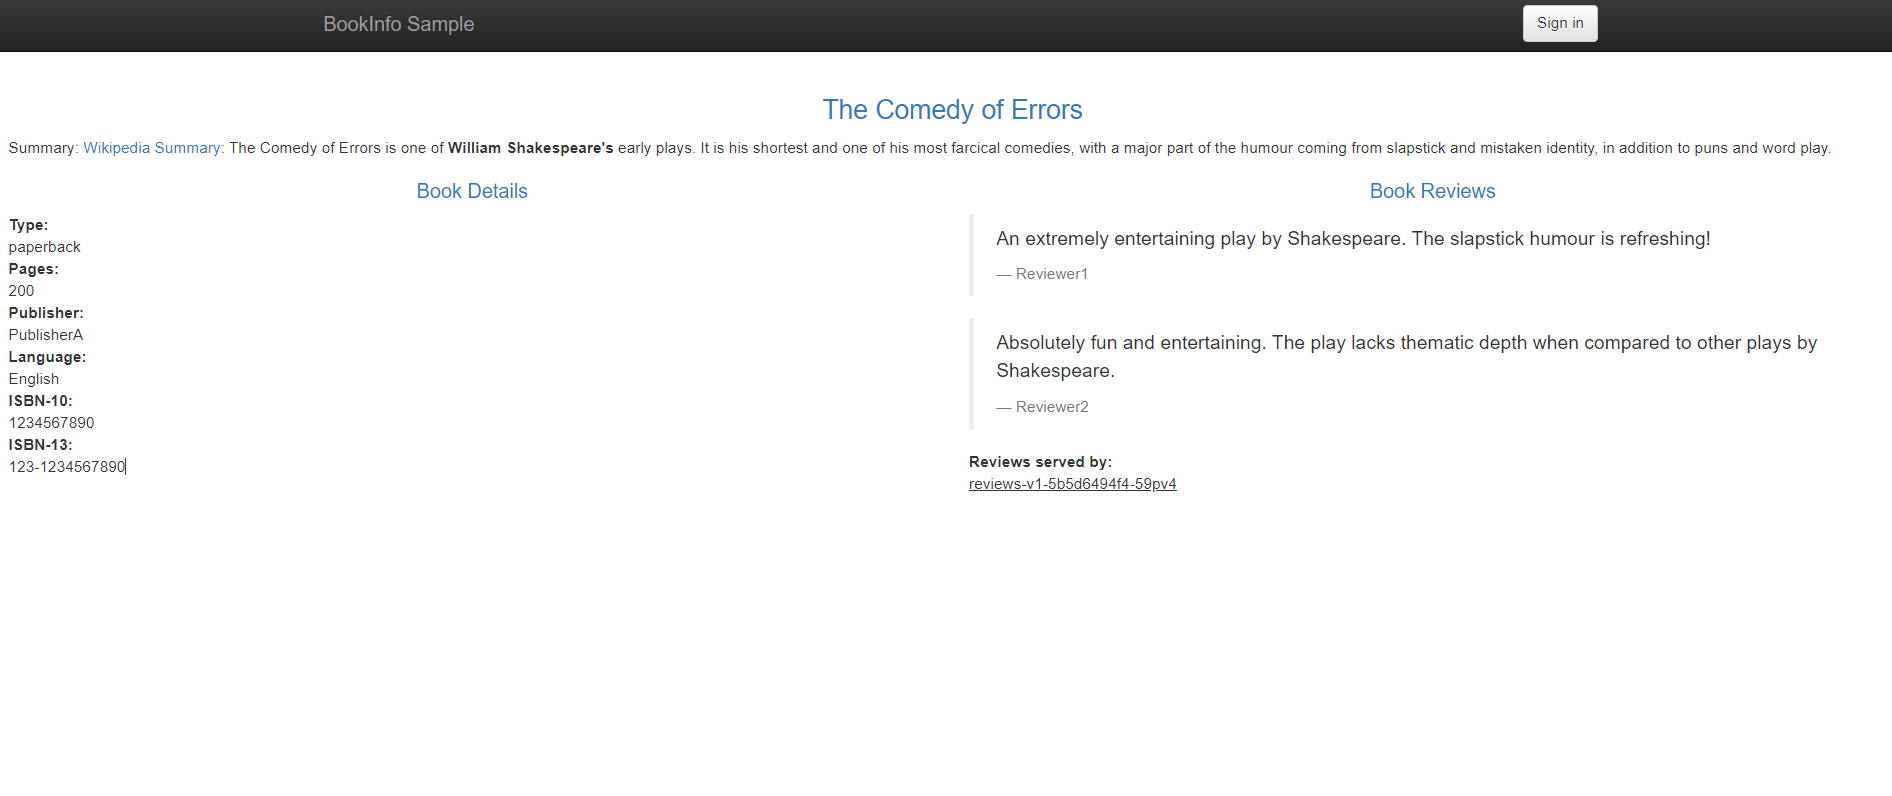 BookInfo Sample
Sign in
The Comedy of Errors
Summary: Wikipedia Summary: The Comedy of Errors is one of William Shakespeare's early plays. It is his shortest and one of his most farcical comedies, with a major part of the humour coming from slapstick and mistaken identity, in addition to puns and word play.
Book Details
Type:
paperback
Pages:
200
Publisher:
PublisherA
Language:
English
ISBN-10:
1234567890
ISBN-13:
123-1234567890
Book Reviews
An extremely entertaining play by Shakespeare. The slapstick humour is refreshing!
— Reviewer1
Absolutely fun and entertaining. The play lacks thematic depth when compared to other plays by
Shakespeare.
— Reviewer2
Reviews served by:
reviews-v1-5b5d6494f4-59pv4